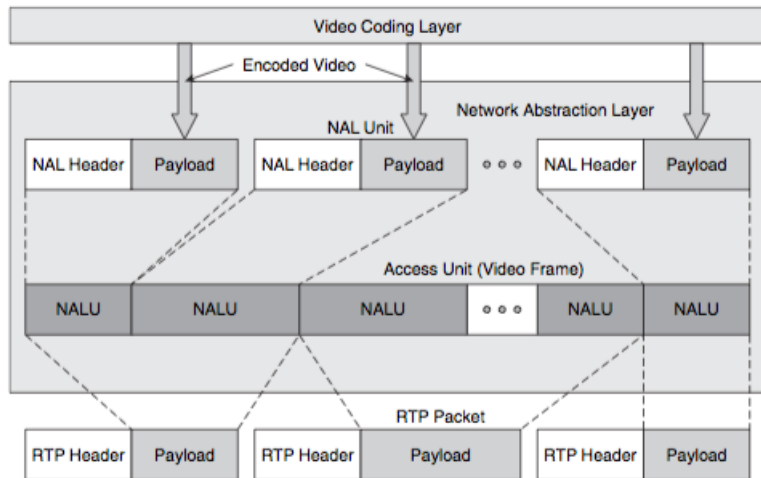 Video Coding Layer
Encoded Video
Network Abstraction Layer
NAL Unit
NAL Header Payload NAL Header Payload NAL Header Payload
Access Unit (Video Frame)
NALU NALU NALU NALU NALU
RTP Packet
RTP Header Payload RTP Header Payload RTP Header Payload